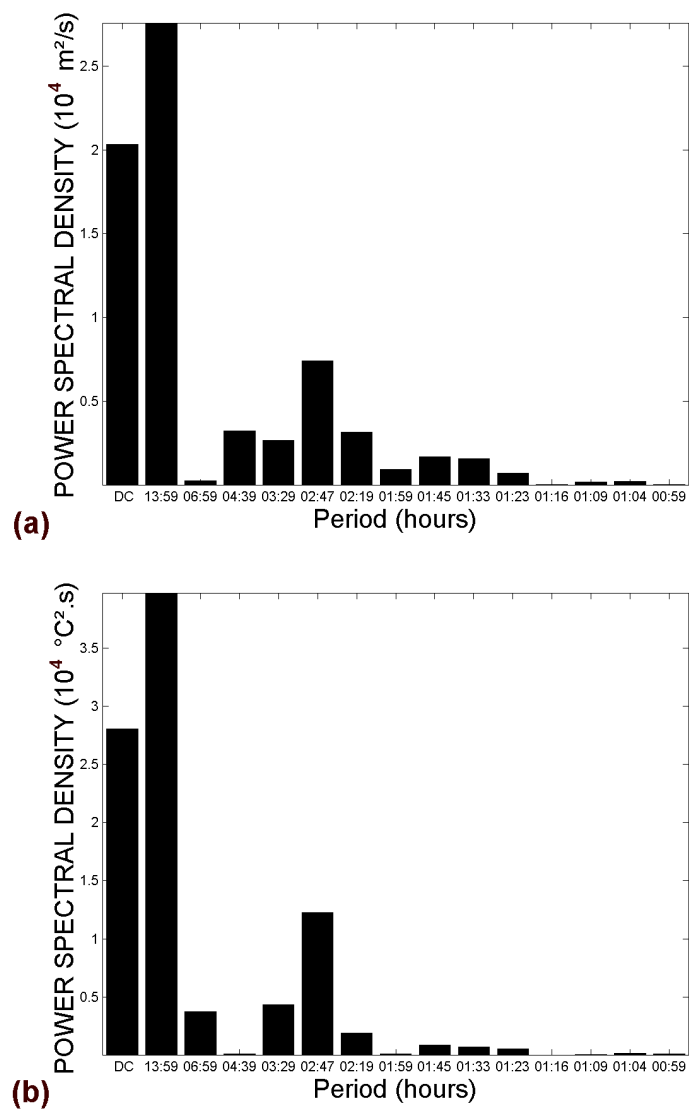 POWER SPECTRAL DENSITY (10⁴ m²/s)
2.5
2
1.5
1
0.5
DC 13:59 06:59 04:39 03:29 02:47 02:19 01:59 01:45 01:33 01:23 01:16 01:09 01:04 00:59
Period (hours)
(a)
POWER SPECTRAL DENSITY (10⁴ °C².s)
3.5
3
2.5
2
1.5
1
0.5
DC 13:59 06:59 04:39 03:29 02:47 02:19 01:59 01:45 01:33 01:23 01:16 01:09 01:04 00:59
Period (hours)
(b)